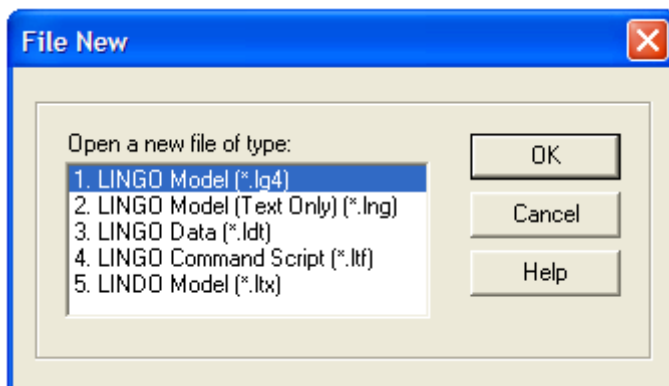 File New
Open a new file of type:
1. LINGO Model (*.lg4)
2. LINGO Model (Text Only) (*.lng)
3. LINGO Data (*.ldt)
4. LINGO Command Script (*.ltf)
5. LINDO Model (*.ltx)
OK
Cancel
Help